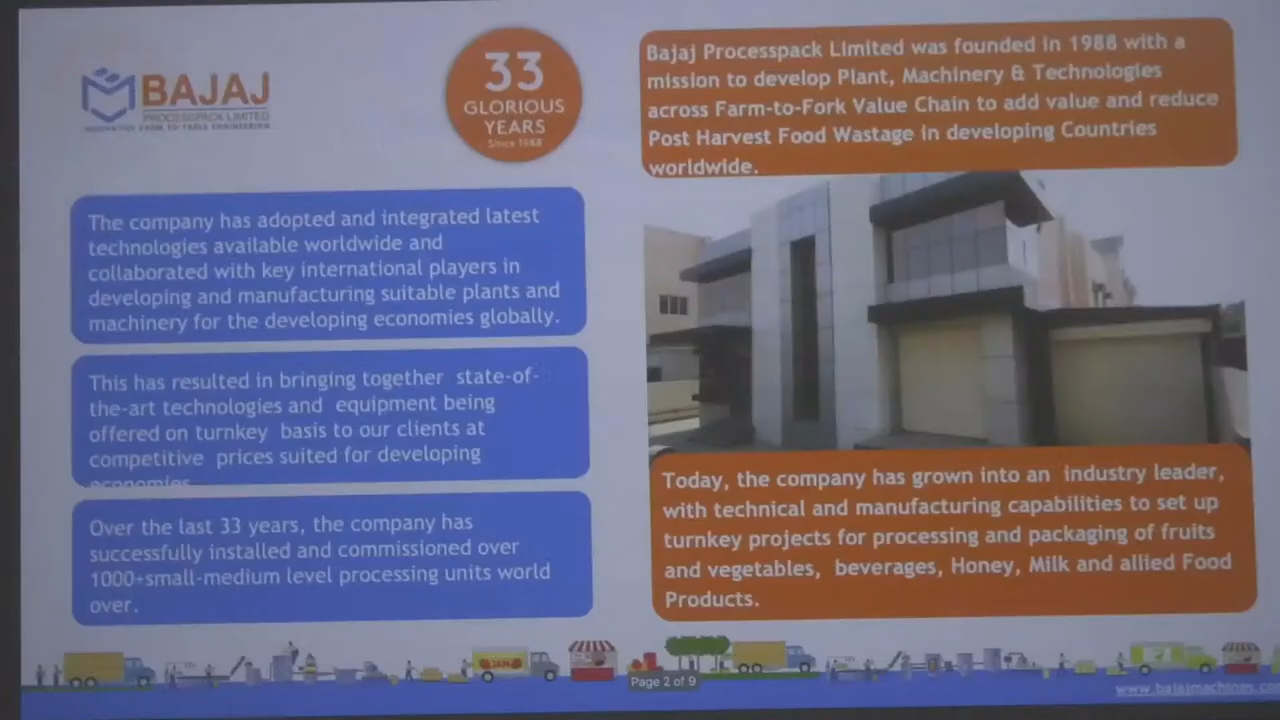 BAJAJ
PROCESSPACK LIMITED
INNOVATIVE FARM TO TABLE ENGINEERING
33
GLORIOUS
YEARS
Since 1988
Bajaj Processpack Limited was founded in 1988 with a
mission to develop Plant, Machinery & Technologies
across Farm-to-Fork Value Chain to add value and reduce
Post Harvest Food Wastage in developing Countries
worldwide.
The company has adopted and integrated latest
technologies available worldwide and
collaborated with key international players in
developing and manufacturing suitable plants and
machinery for the developing economies globally.
This has resulted in bringing together state-of-
the-art technologies and equipment being
offered on turnkey basis to our clients at
competitive prices suited for developing
economies
Over the last 33 years, the company has
successfully installed and commissioned over
1000+small-medium level processing units world
over.
Today, the company has grown into an industry leader,
with technical and manufacturing capabilities to set up
turnkey projects for processing and packaging of fruits
and vegetables, beverages, Honey, Milk and allied Food
Products.
JAM
Page 2 of 9
www.bajajmachines.co